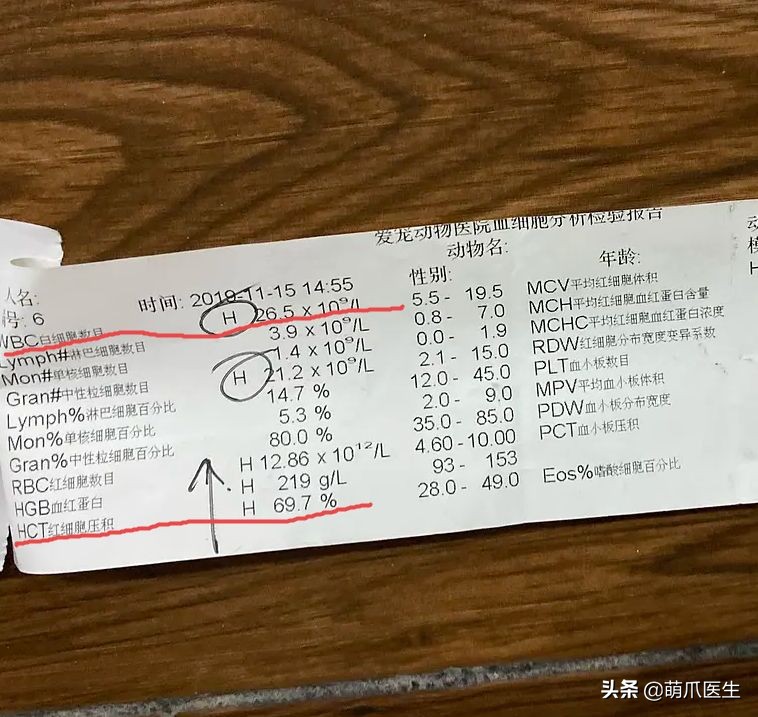 爱宠动物医院血细胞分析检验报告
人名: 动物名: 年龄:
号: 6 时间: 2019-11-15 14:55 性别:
WBC白细胞数目 H 26.5 x 10^9/L 5.5- 19.5 MCV平均红细胞体积
Lymph#淋巴细胞数目 3.9 x 10^9/L 0.8- 7.0 MCH平均红细胞血红蛋白含量
Mon#单核细胞数目 1.4 x 10^9/L 0.0- 1.9 MCHC平均红细胞血红蛋白浓度
Gran#中性粒细胞数目 H 21.2 x 10^9/L 2.1- 15.0 RDW红细胞分布宽度变异系数
Lymph%淋巴细胞百分比 14.7 % 12.0- 45.0 PLT血小板数目
Mon%单核细胞百分比 5.3 % 2.0- 9.0 MPV平均血小板体积
Gran%中性粒细胞百分比 80.0 % 35.0- 85.0 PDW血小板分布宽度
RBC红细胞数目 H 12.86 x 10^12/L 4.60-10.00 PCT血小板压积
HGB血红蛋白 H 219 g/L 93- 153
HCT红细胞压积 H 69.7 % 28.0- 49.0 Eos%嗜酸细胞百分比
头条 @萌爪医生